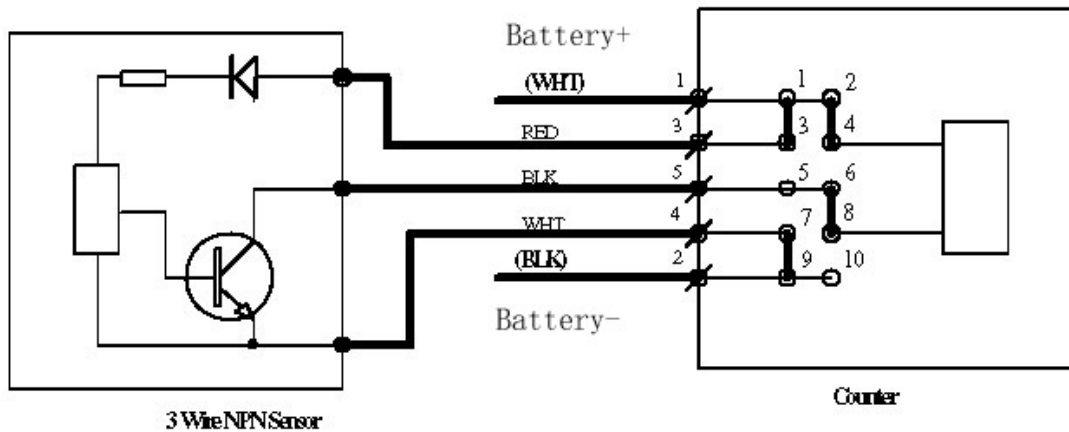 Battery+
(WHT) 1 1 2
RED 3 3 4
BLK 5 5 6
WHT 4 7 8
(BLK) 2 9 10
Battery-
Counter
3 Wire NPN Sensor